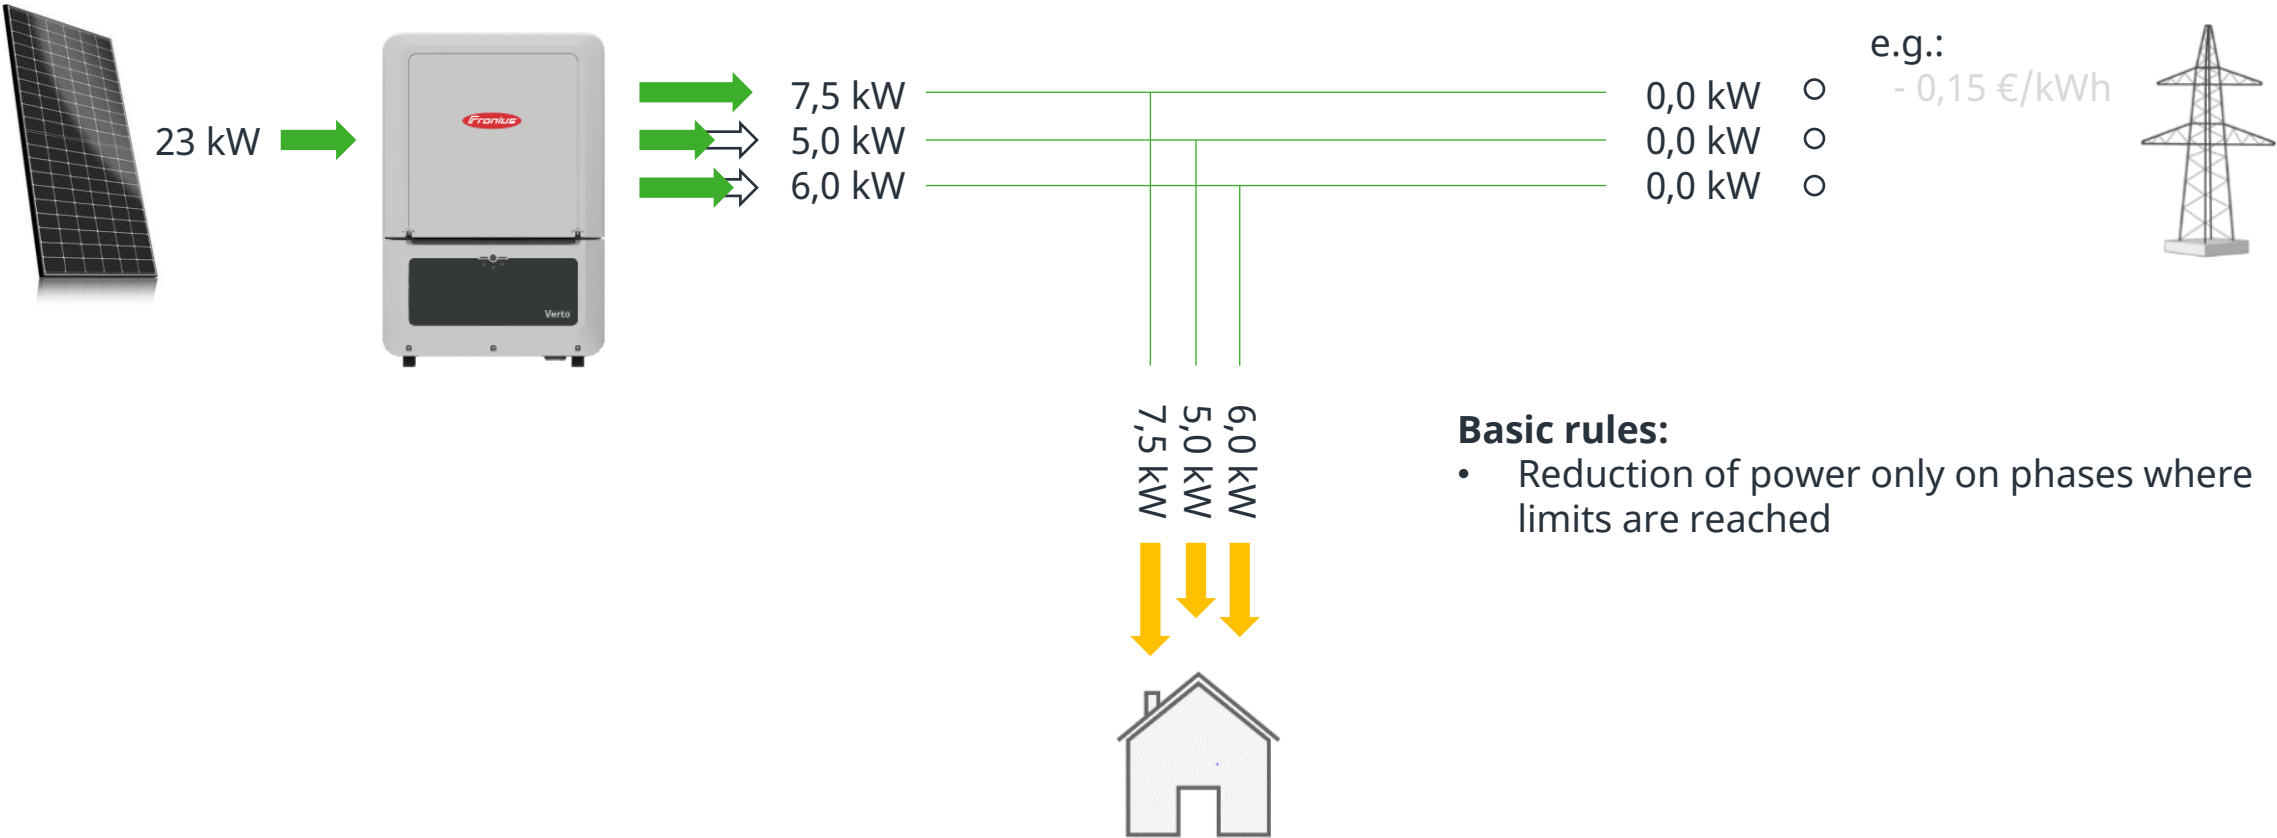 e.g.:
- 0,15 €/kWh
23 kW
Fronius
Verto
7,5 kW
5,0 kW
6,0 kW
0,0 kW
0,0 kW
0,0 kW
7,5 kW
5,0 kW
6,0 kW
Basic rules:
• Reduction of power only on phases where
limits are reached